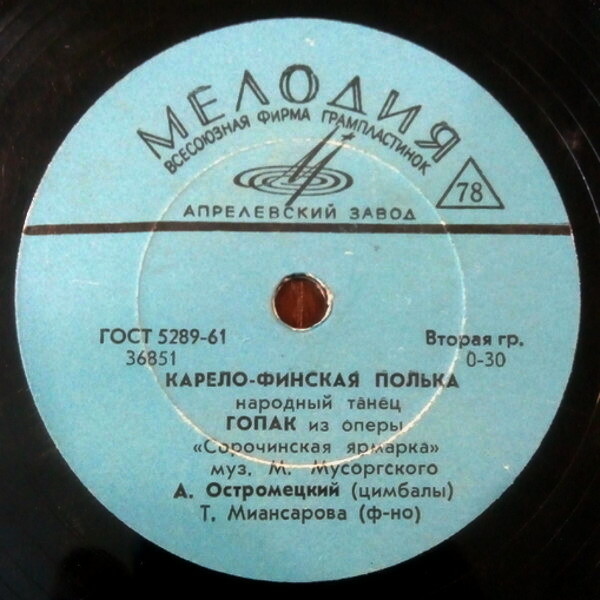 МЕЛОДИЯ
ВСЕСОЮЗНАЯ ФИРМА ГРАМПЛАСТИНОК
78
АПРЕЛЕВСКИЙ ЗАВОД
ГОСТ 5289-61 Вторая гр.
36851 0-30
КАРЕЛО-ФИНСКАЯ ПОЛЬКА
народный танец
ГОПАК из оперы
«Сорочинская ярмарка»
муз. М. Мусоргского
А. Остромецкий (цимбалы)
Т. Миансарова (ф-но)